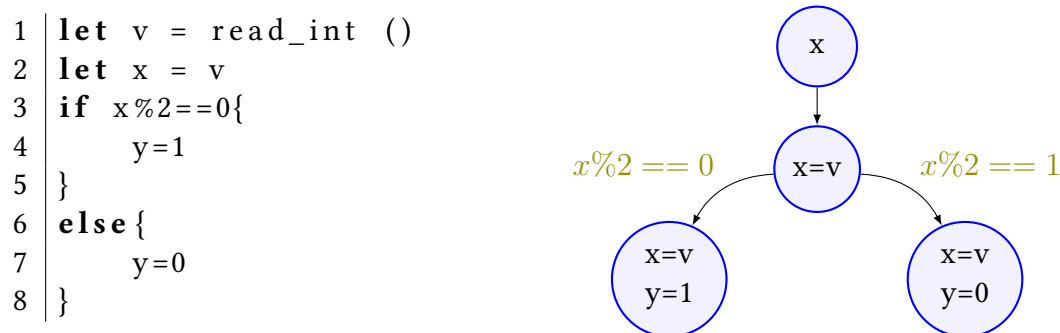 1 let v = read_int ()
2 let x = v
3 if x%2==0{
4 y=1
5 }
6 else{
7 y=0
8 }
x
x%2 == 0
x=v
x%2 == 1
x=v
y=1
x=v
y=0